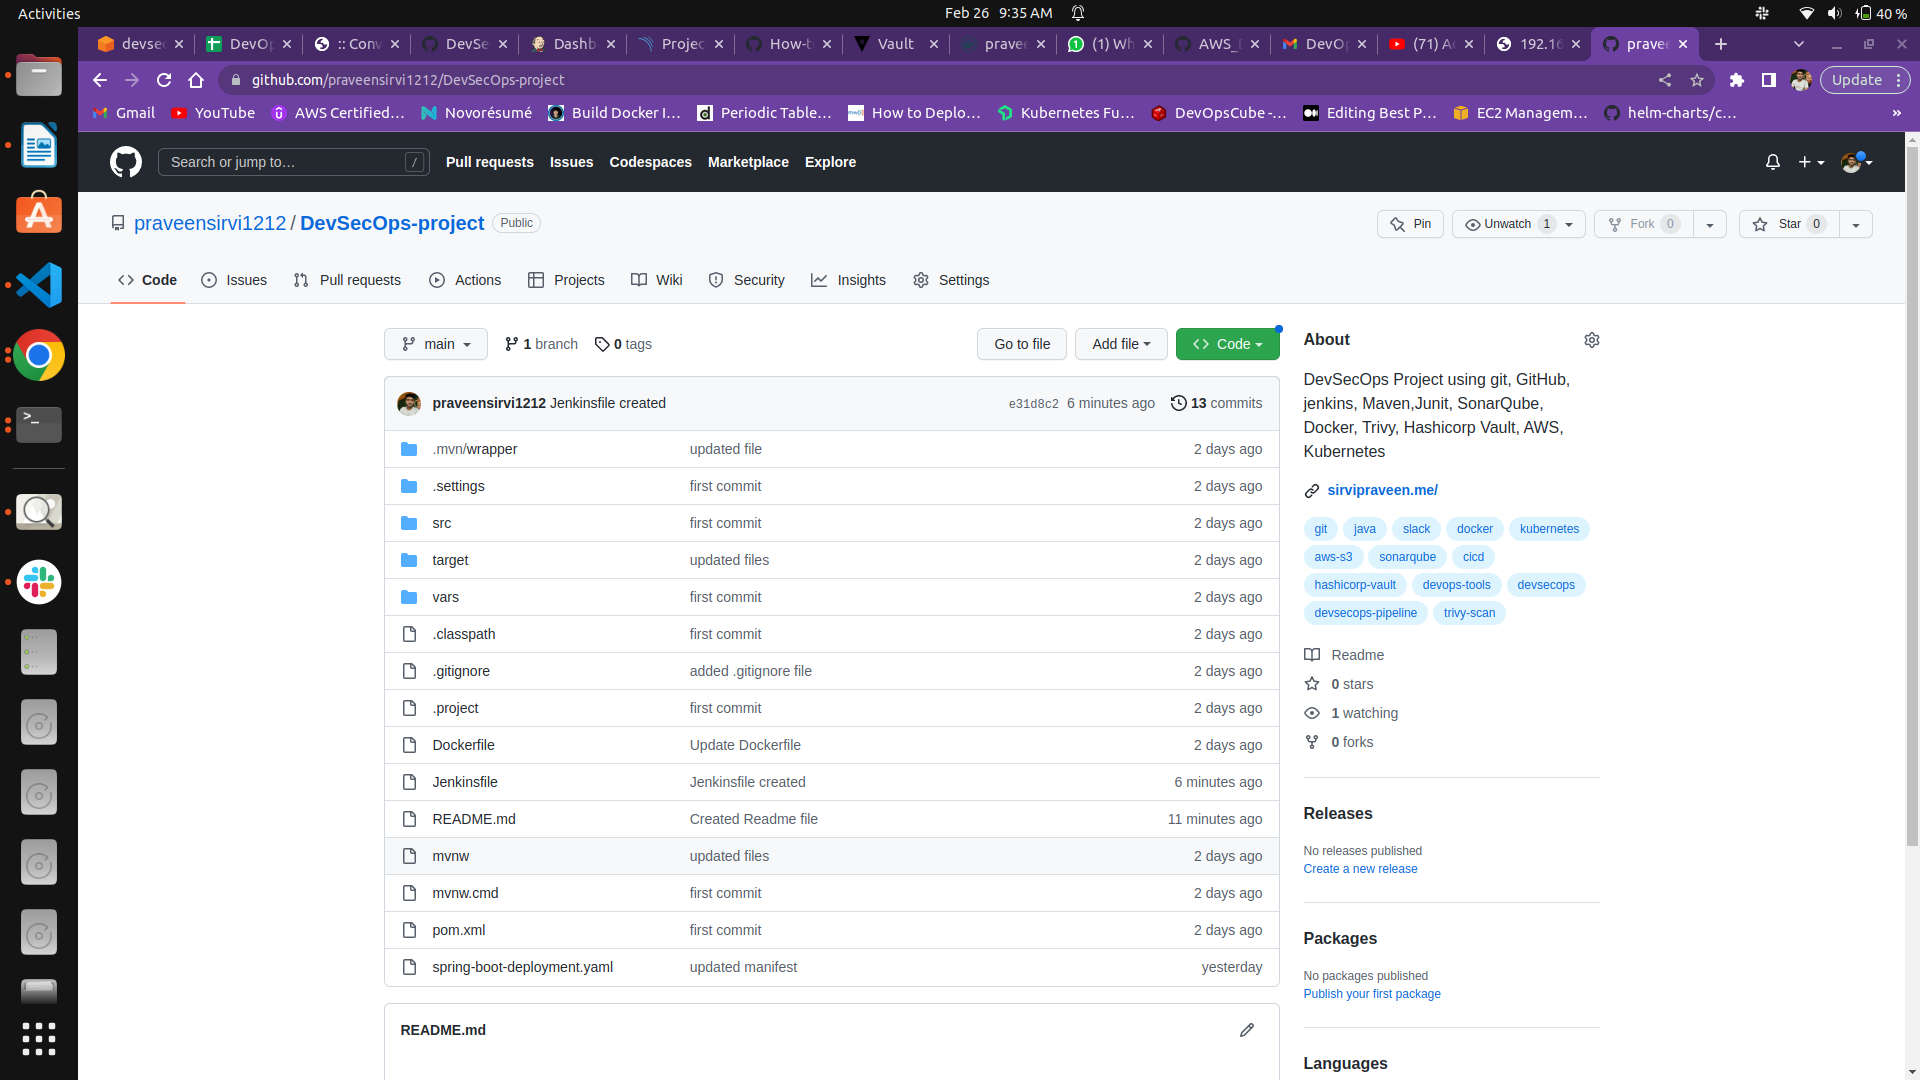 Activities
Feb 26 9:35 AM
40 %
devsec
DevOp
:: Conv
DevSe
Dashb
Projec
How-t
Vault
prave
(1) Wh
AWS_
DevO
(71) A
192.16
prave
github.com/praveensirvi1212/DevSecOps-project
Update
Gmail
YouTube
AWS Certified…
Novorésumé
Build Docker I…
Periodic Table…
How to Deplo…
Kubernetes Fu…
DevOpsCube -…
Editing Best P…
EC2 Managem…
helm-charts/c…
»
Search or jump to…
/
Pull requests
Issues
Codespaces
Marketplace
Explore
praveensirvi1212 / DevSecOps-project
Public
Pin
Unwatch 1
Fork 0
Star 0
Code
Issues
Pull requests
Actions
Projects
Wiki
Security
Insights
Settings
main
1 branch
0 tags
Go to file
Add file
Code
praveensirvi1212 Jenkinsfile created
e31d8c2 6 minutes ago
13 commits
.mvn/wrapper updated file 2 days ago
.settings first commit 2 days ago
src first commit 2 days ago
target updated files 2 days ago
vars first commit 2 days ago
.classpath first commit 2 days ago
.gitignore added .gitignore file 2 days ago
.project first commit 2 days ago
Dockerfile Update Dockerfile 2 days ago
Jenkinsfile Jenkinsfile created 6 minutes ago
README.md Created Readme file 11 minutes ago
mvnw updated files 2 days ago
mvnw.cmd first commit 2 days ago
pom.xml first commit 2 days ago
spring-boot-deployment.yaml updated manifest yesterday
README.md
About
DevSecOps Project using git, GitHub,
jenkins, Maven,Junit, SonarQube,
Docker, Trivy, Hashicorp Vault, AWS,
Kubernetes
sirvipraveen.me/
git java slack docker kubernetes
aws-s3 sonarqube cicd
hashicorp-vault devops-tools devsecops
devsecops-pipeline trivy-scan
Readme
0 stars
1 watching
0 forks
Releases
No releases published
Create a new release
Packages
No packages published
Publish your first package
Languages